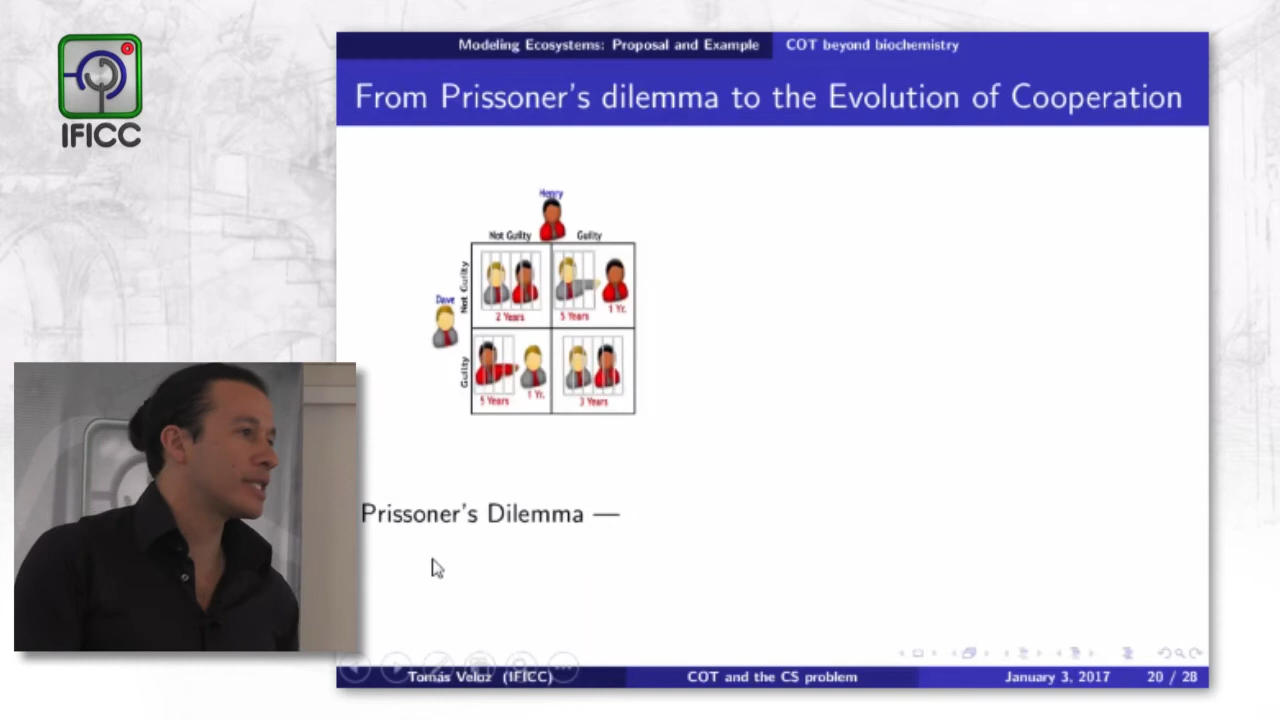 IFICC
Modeling Ecosystems: Proposal and Example COT beyond biochemistry
From Prissoner's dilemma to the Evolution of Cooperation
Henry
Not Guilty Guilty
Dave
Not Guilty
2 Years
5 Years 1 Yr.
Guilty
5 Years 1 Yr.
3 Years
Prissoner's Dilemma —
Tomás Veloz (IFICC) COT and the CS problem January 3, 2017 20 / 28